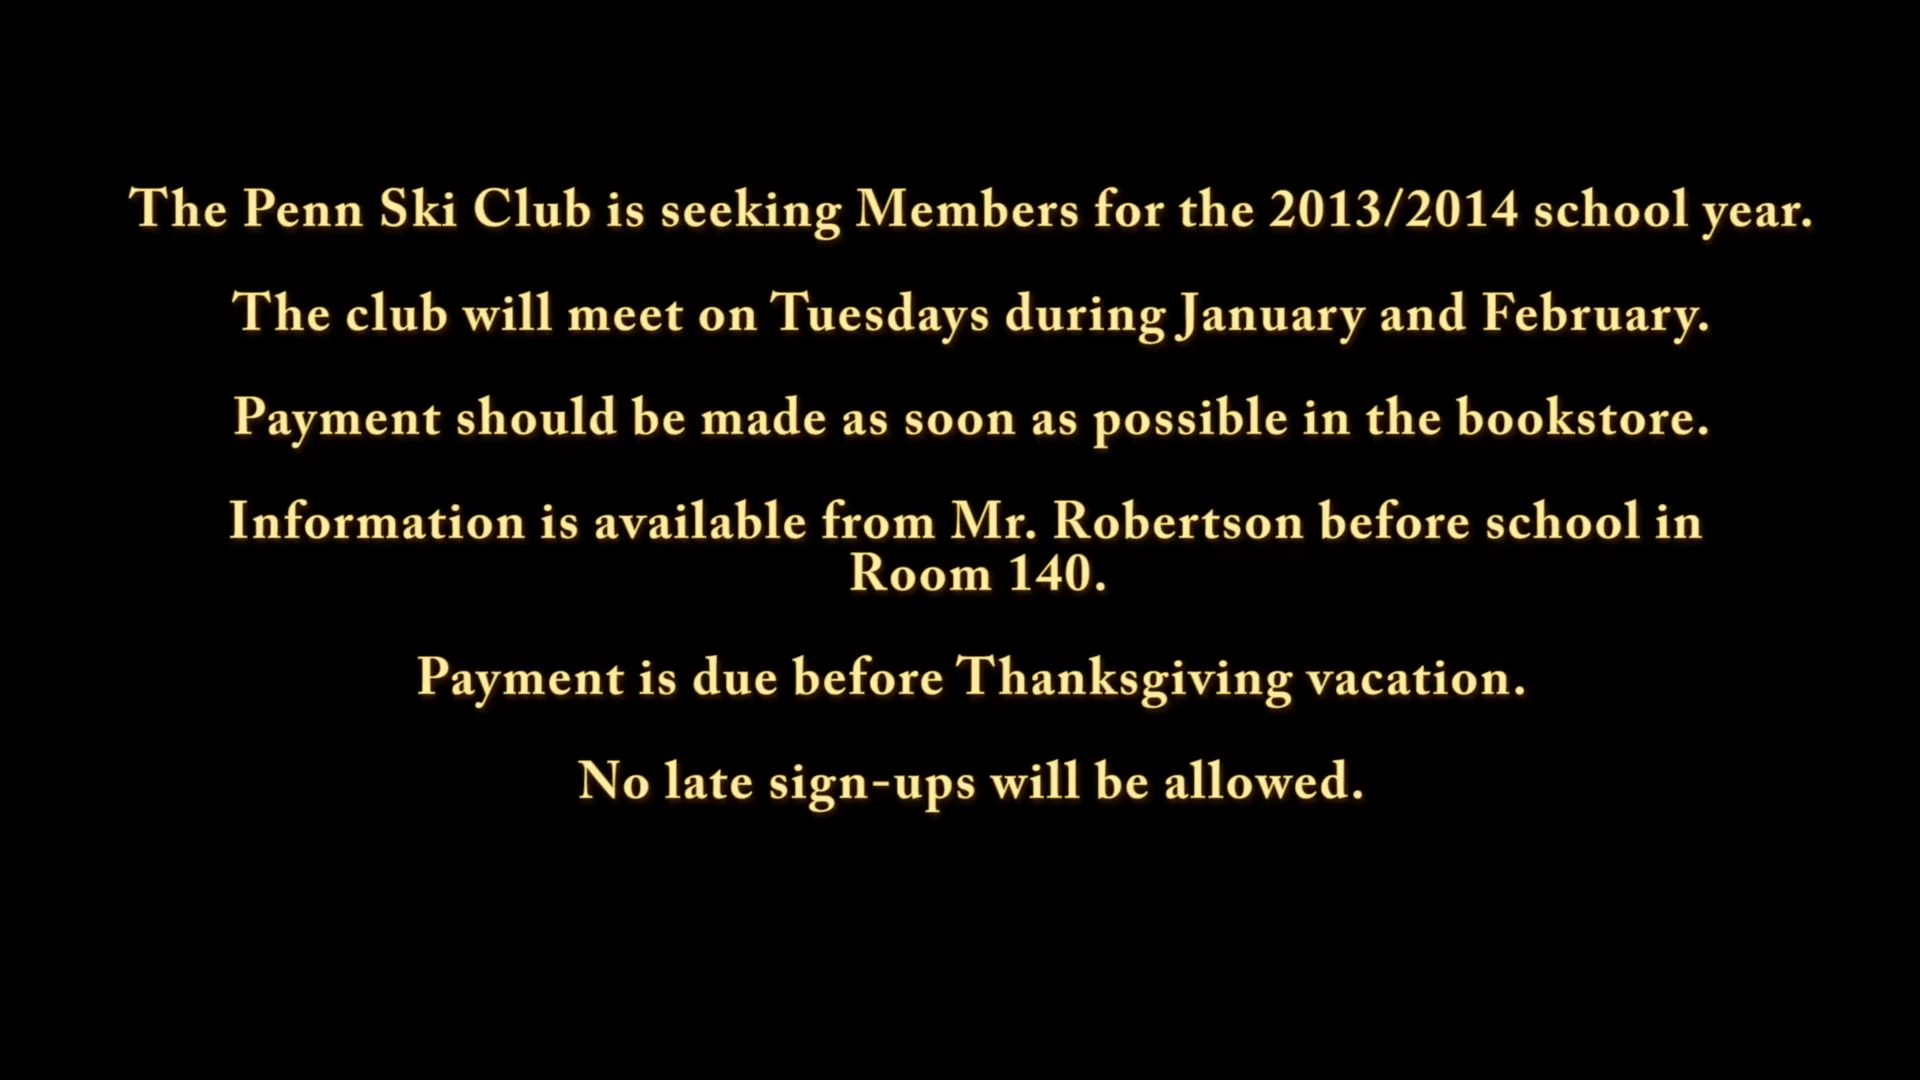 The Penn Ski Club is seeking Members for the 2013/2014 school year.
The club will meet on Tuesdays during January and February.
Payment should be made as soon as possible in the bookstore.
Information is available from Mr. Robertson before school in
Room 140.
Payment is due before Thanksgiving vacation.
No late sign-ups will be allowed.